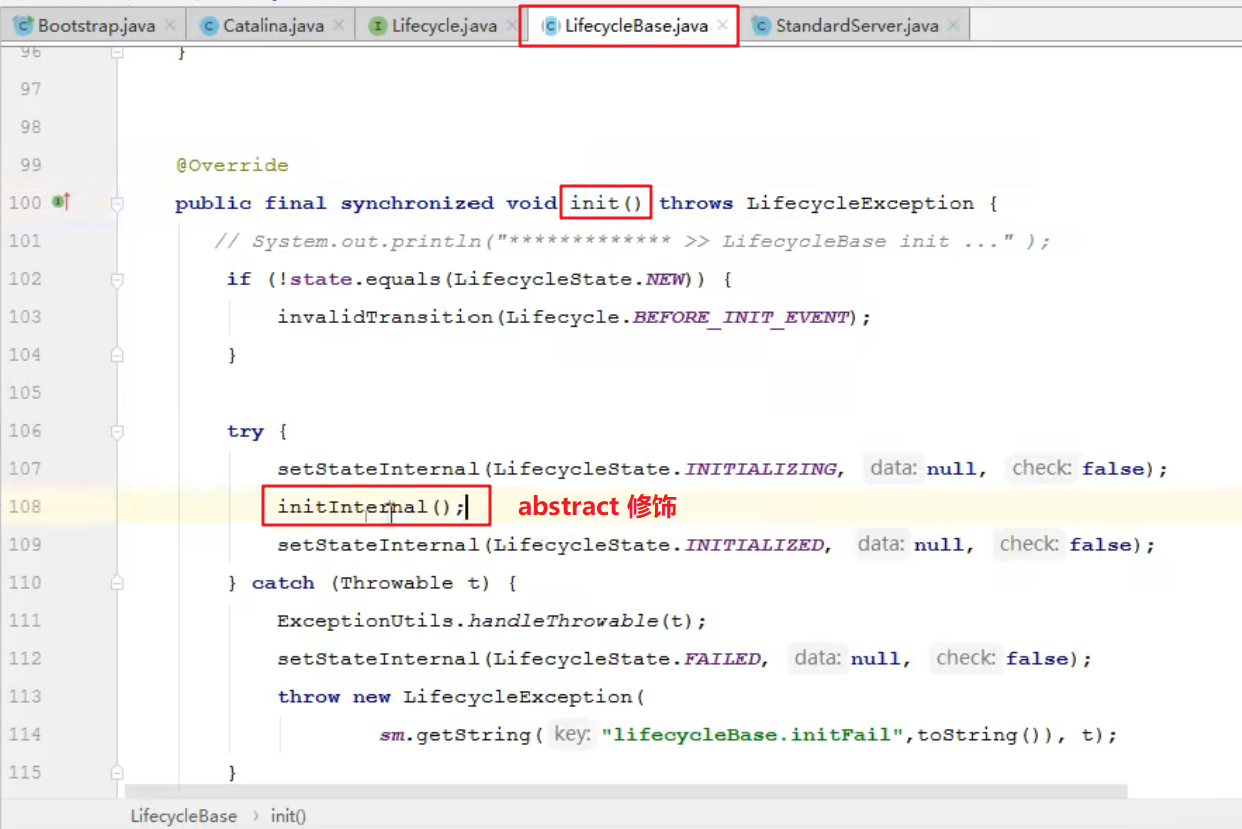 Bootstrap.java × Catalina.java × Lifecycle.java × LifecycleBase.java × StandardServer.java ×
96 }
97
98
99 @Override
100 public final synchronized void init() throws LifecycleException {
101 // System.out.println("************* >> LifecycleBase init ..." );
102 if (!state.equals(LifecycleState.NEW)) {
103 invalidTransition(Lifecycle.BEFORE_INIT_EVENT);
104 }
105
106 try {
107 setStateInternal(LifecycleState.INITIALIZING, data: null, check: false);
108 initInternal(); abstract 修饰
109 setStateInternal(LifecycleState.INITIALIZED, data: null, check: false);
110 } catch (Throwable t) {
111 ExceptionUtils.handleThrowable(t);
112 setStateInternal(LifecycleState.FAILED, data: null, check: false);
113 throw new LifecycleException(
114 sm.getString( key: "lifecycleBase.initFail",toString()), t);
115 }
LifecycleBase › init()